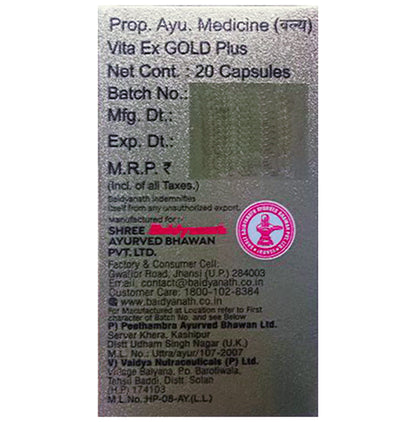 Prop. Ayu. Medicine (बल्य)
Vita Ex GOLD Plus
Net Cont. : 20 Capsules
Batch No.:
Mfg. Dt.:
Exp. Dt.:
M.R.P. ₹
(Incl. of all Taxes.)
Baidyanath Indemnities
itself from any unauthorized export.
Manufactured for :-
SHREE Baidyanath
AYURVED BHAWAN
PVT. LTD.
Factory & Consumer Cell:
Gwalior Road, Jhansi (U.P.) 284003
Email. contact@baidyanath.co.in
Customer Care: 1800-102-8384
www.baidyanath.co.in
For Manufactured at Location refer to First
character of Batch No. and see Below
P) Peethambra Ayurved Bhawan Ltd.
Server Khera, Kashipur
Distt Udham Singh Nagar (U.K.)
M.L. No.: Uttra/ayur/107-2007
V) Vaidya Nutraceuticals (P) Ltd.
Village Balyana, Po. Barotiwala,
Tehsil Baddi, Distt. Solan
(H.P) 174103
M.L.No.:HP-08-AY.(L.L)